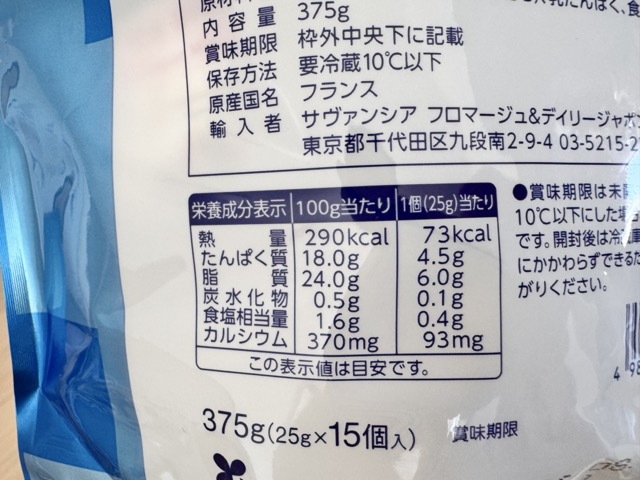 内容量 375g
賞味期限 枠外中央下に記載
保存方法 要冷蔵10℃以下
原産国名 フランス
輸入者 サヴァンシア フロマージュ&デイリージャポン
東京都千代田区九段南2-9-4 03-5215-2
栄養成分表示 100g当たり 1個(25g)当たり
熱量 290kcal 73kcal
たんぱく質 18.0g 4.5g
脂質 24.0g 6.0g
炭水化物 0.5g 0.1g
食塩相当量 1.6g 0.4g
カルシウム 370mg 93mg
この表示値は目安です。
●賞味期限は未開
10℃以下にした場合
です。開封後は冷蔵庫
にかかわらずできるだ
がりください。
4 98
375g(25g×15個入) 賞味期限